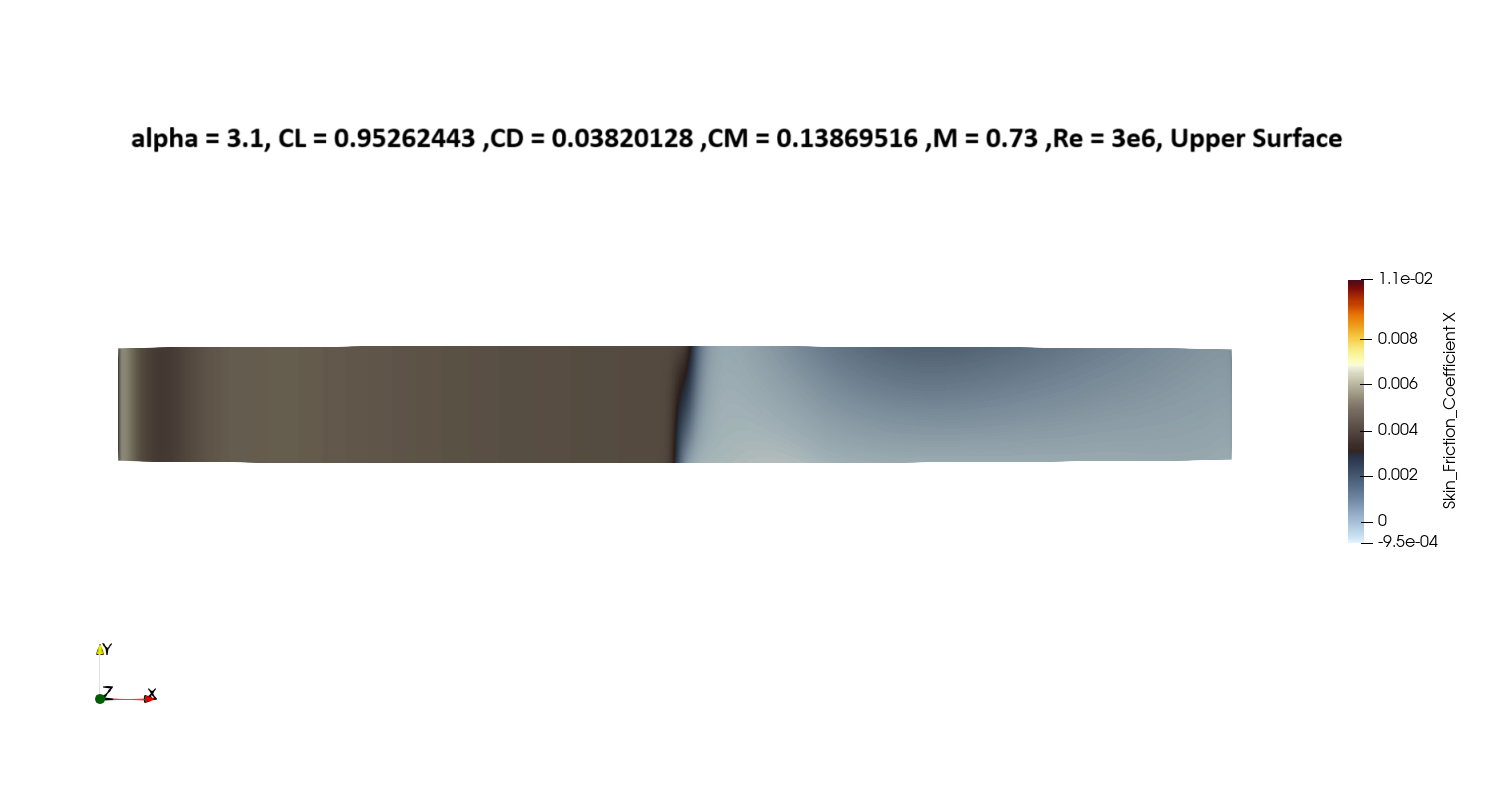 alpha = 3.1, CL = 0.95262443 ,CD = 0.03820128 ,CM = 0.13869516 ,M = 0.73 ,Re = 3e6, Upper Surface
1.1e-02
0.008
0.006
0.004
0.002
0
-9.5e-04
Skin_Friction_Coefficient X
Y
Z
X